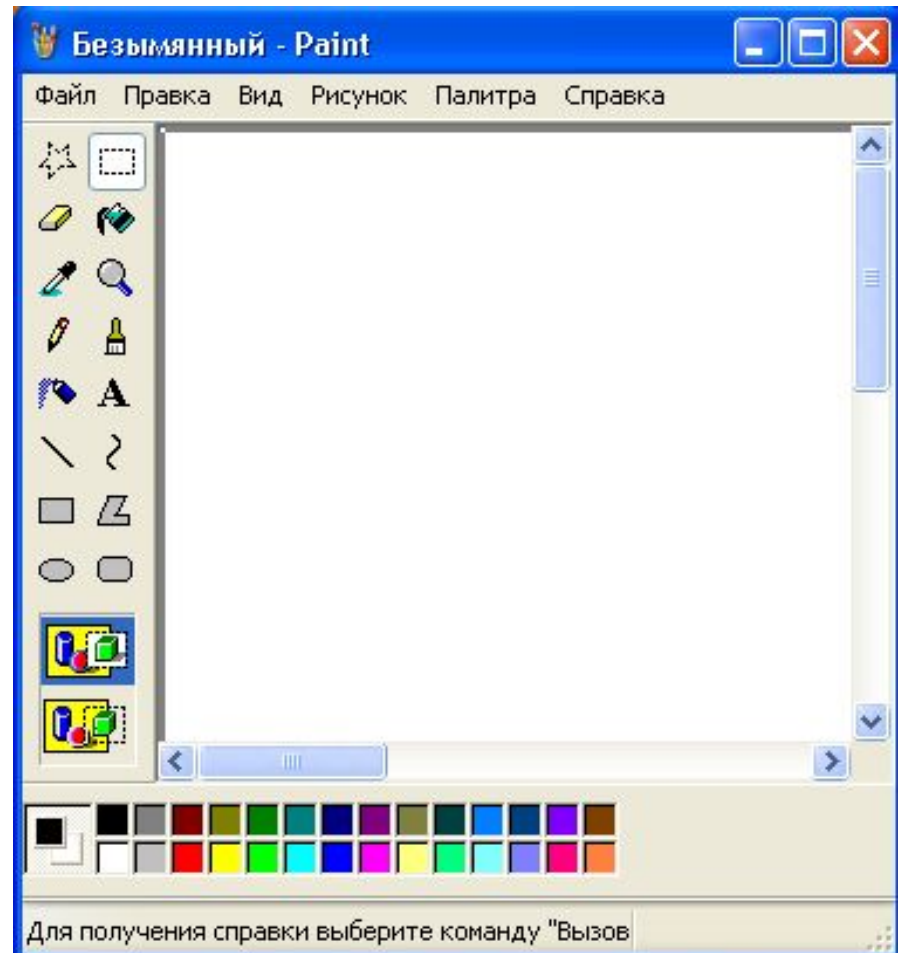 Безымянный - Paint
Файл Правка Вид Рисунок Палитра Справка
A
Для получения справки выберите команду "Вызов